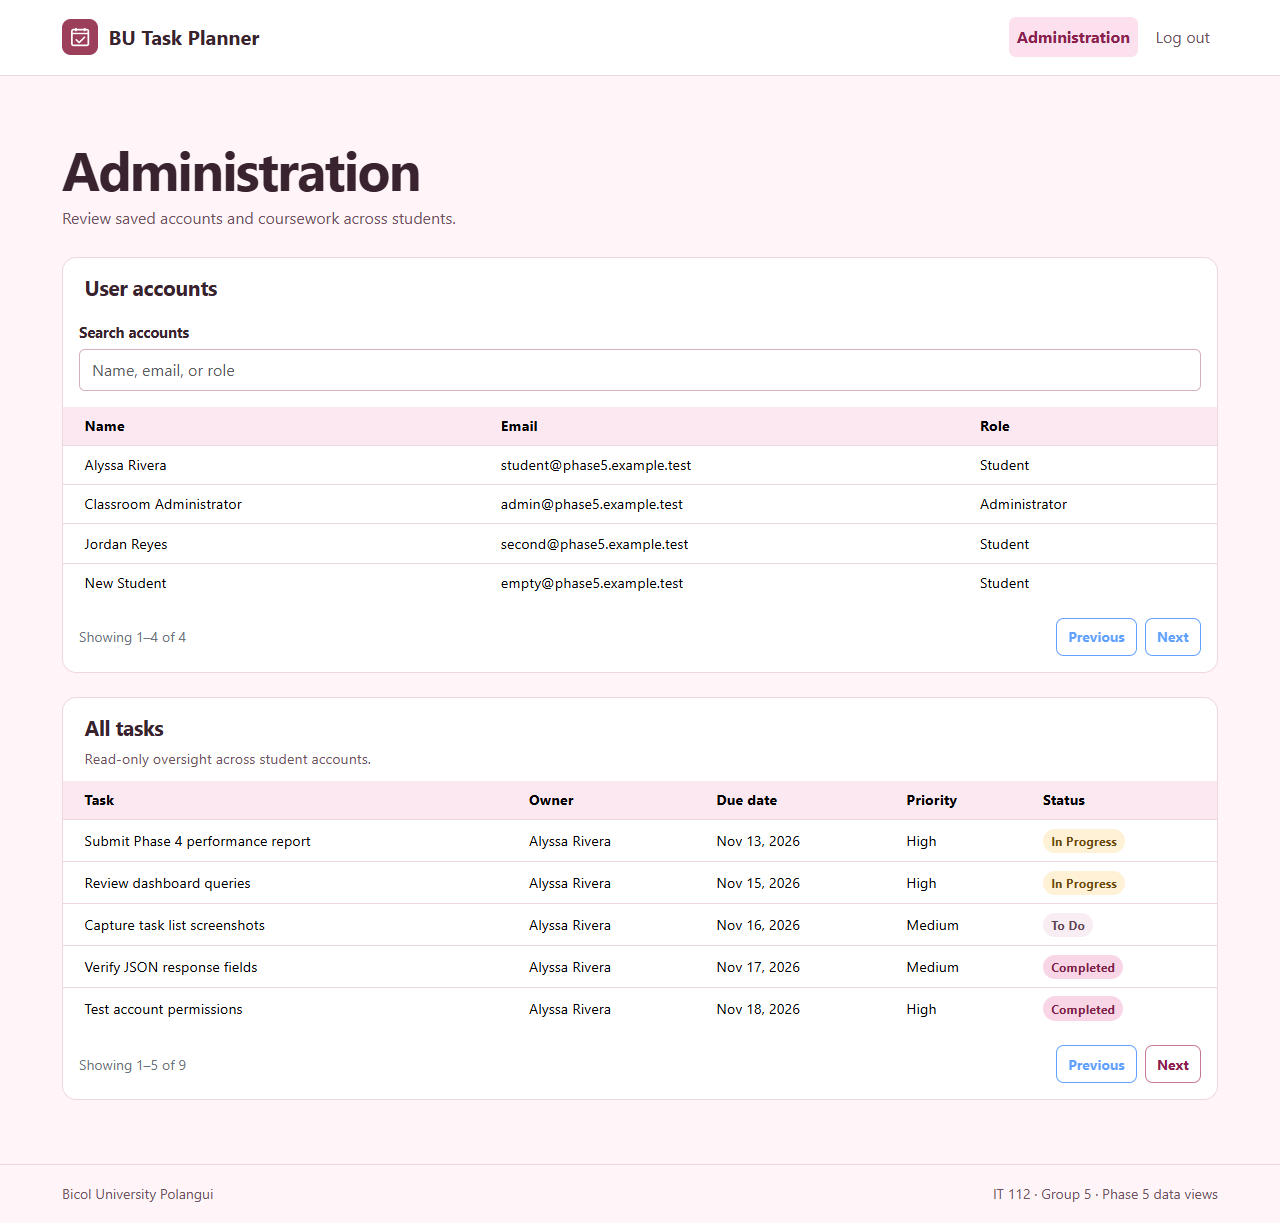 BU Task Planner
Administration
Log out
Administration
Review saved accounts and coursework across students.
User accounts
Search accounts
Name, email, or role
Name Email Role
Alyssa Rivera student@phase5.example.test Student
Classroom Administrator admin@phase5.example.test Administrator
Jordan Reyes second@phase5.example.test Student
New Student empty@phase5.example.test Student
Showing 1–4 of 4 Previous Next
All tasks
Read-only oversight across student accounts.
Task Owner Due date Priority Status
Submit Phase 4 performance report Alyssa Rivera Nov 13, 2026 High In Progress
Review dashboard queries Alyssa Rivera Nov 15, 2026 High In Progress
Capture task list screenshots Alyssa Rivera Nov 16, 2026 Medium To Do
Verify JSON response fields Alyssa Rivera Nov 17, 2026 Medium Completed
Test account permissions Alyssa Rivera Nov 18, 2026 High Completed
Showing 1–5 of 9 Previous Next
Bicol University Polangui IT 112 · Group 5 · Phase 5 data views